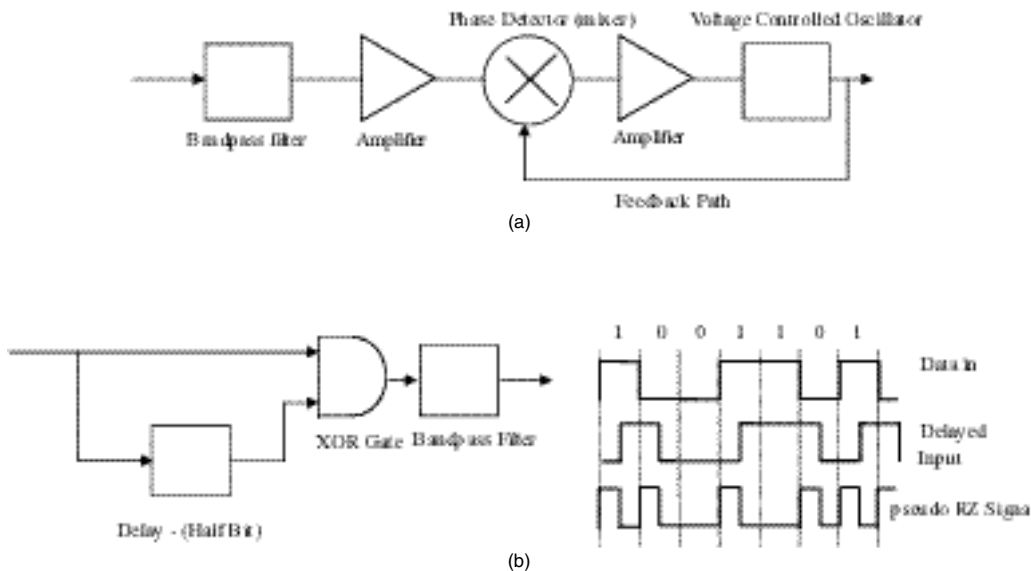 Phase Detector (mixer)
Voltage Controlled Oscillator
Bandpass filter
Amplifier
Amplifier
Feedback Path
(a)
1 0 0 1 1 0 1
Data in
XOR Gate
Bandpass Filter
Delayed
Input
pseudo RZ Signa
Delay - (Half Bit)
(b)